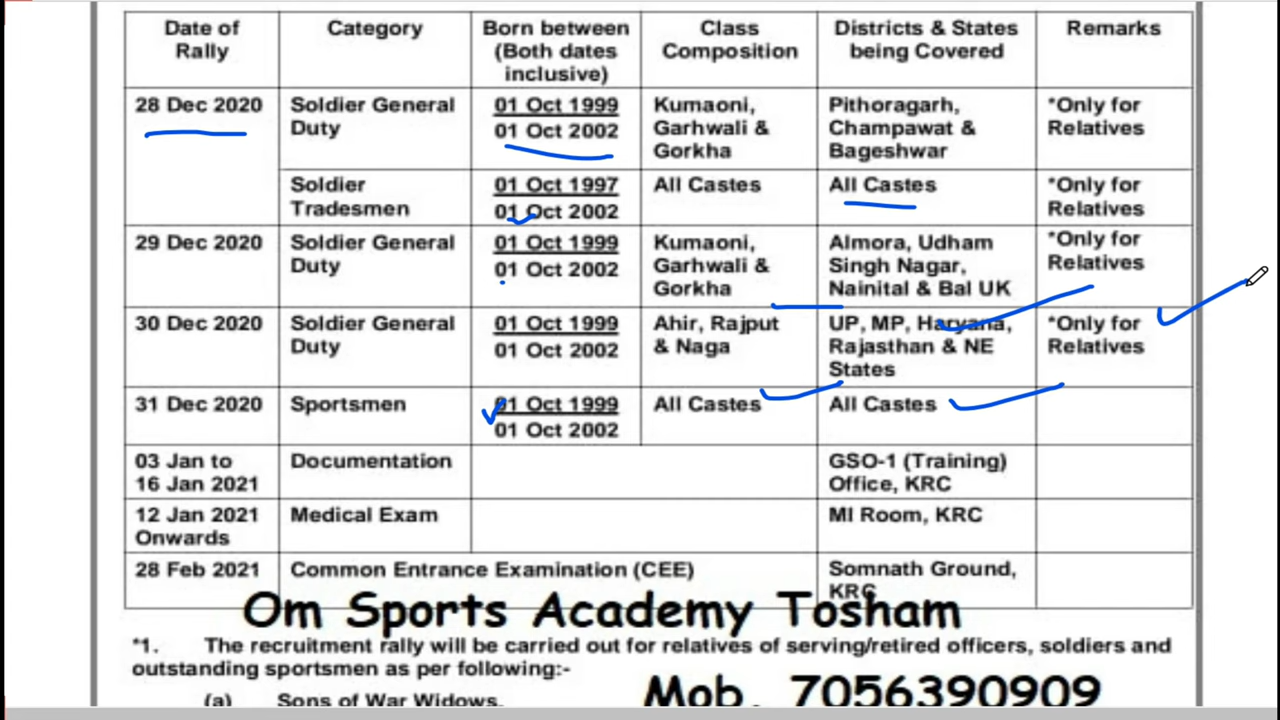 Date of Rally | Category | Born between (Both dates inclusive) | Class Composition | Districts & States being Covered | Remarks
28 Dec 2020 | Soldier General Duty | 01 Oct 1999 01 Oct 2002 | Kumaoni, Garhwali & Gorkha | Pithoragarh, Champawat & Bageshwar | *Only for Relatives
Soldier Tradesmen | 01 Oct 1997 01 Oct 2002 | All Castes | All Castes | *Only for Relatives
29 Dec 2020 | Soldier General Duty | 01 Oct 1999 01 Oct 2002 | Kumaoni, Garhwali & Gorkha | Almora, Udham Singh Nagar, Nainital & Bal UK | *Only for Relatives
30 Dec 2020 | Soldier General Duty | 01 Oct 1999 01 Oct 2002 | Ahir, Rajput & Naga | UP, MP, Haryana, Rajasthan & NE States | *Only for Relatives
31 Dec 2020 | Sportsmen | 01 Oct 1999 01 Oct 2002 | All Castes | All Castes
03 Jan to 16 Jan 2021 | Documentation | GSO-1 (Training) Office, KRC
12 Jan 2021 Onwards | Medical Exam | MI Room, KRC
28 Feb 2021 | Common Entrance Examination (CEE) | Somnath Ground, KRC
Om Sports Academy Tosham
*1. The recruitment rally will be carried out for relatives of serving/retired officers, soldiers and
outstanding sportsmen as per following:-
(a) Sons of War Widows.
Mob. 7056390909